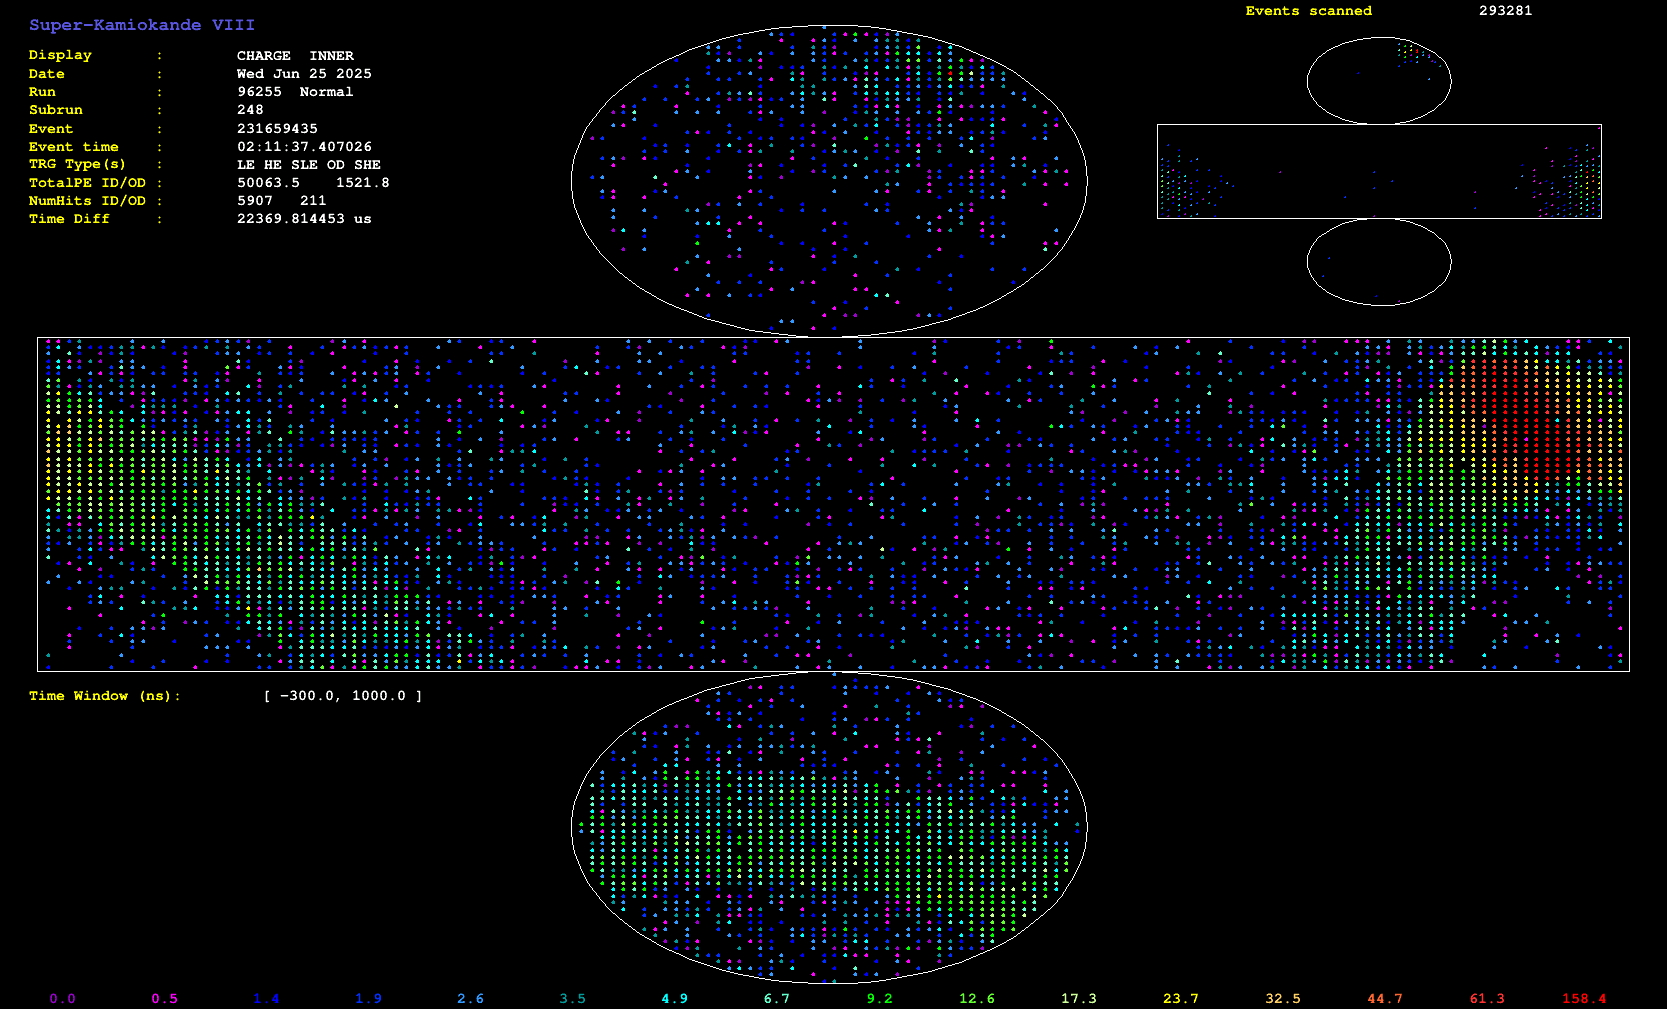 Super-Kamiokande VIII
Events scanned 293281
Display : CHARGE INNER
Date : Wed Jun 25 2025
Run : 96255 Normal
Subrun : 248
Event : 231659435
Event time : 02:11:37.407026
TRG Type(s) : LE HE SLE OD SHE
TotalPE ID/OD : 50063.5 1521.8
NumHits ID/OD : 5907 211
Time Diff : 22369.814453 us
Time Window (ns): [ -300.0, 1000.0 ]
0.0 0.5 1.4 1.9 2.6 3.5 4.9 6.7 9.2 12.6 17.3 23.7 32.5 44.7 61.3 158.4